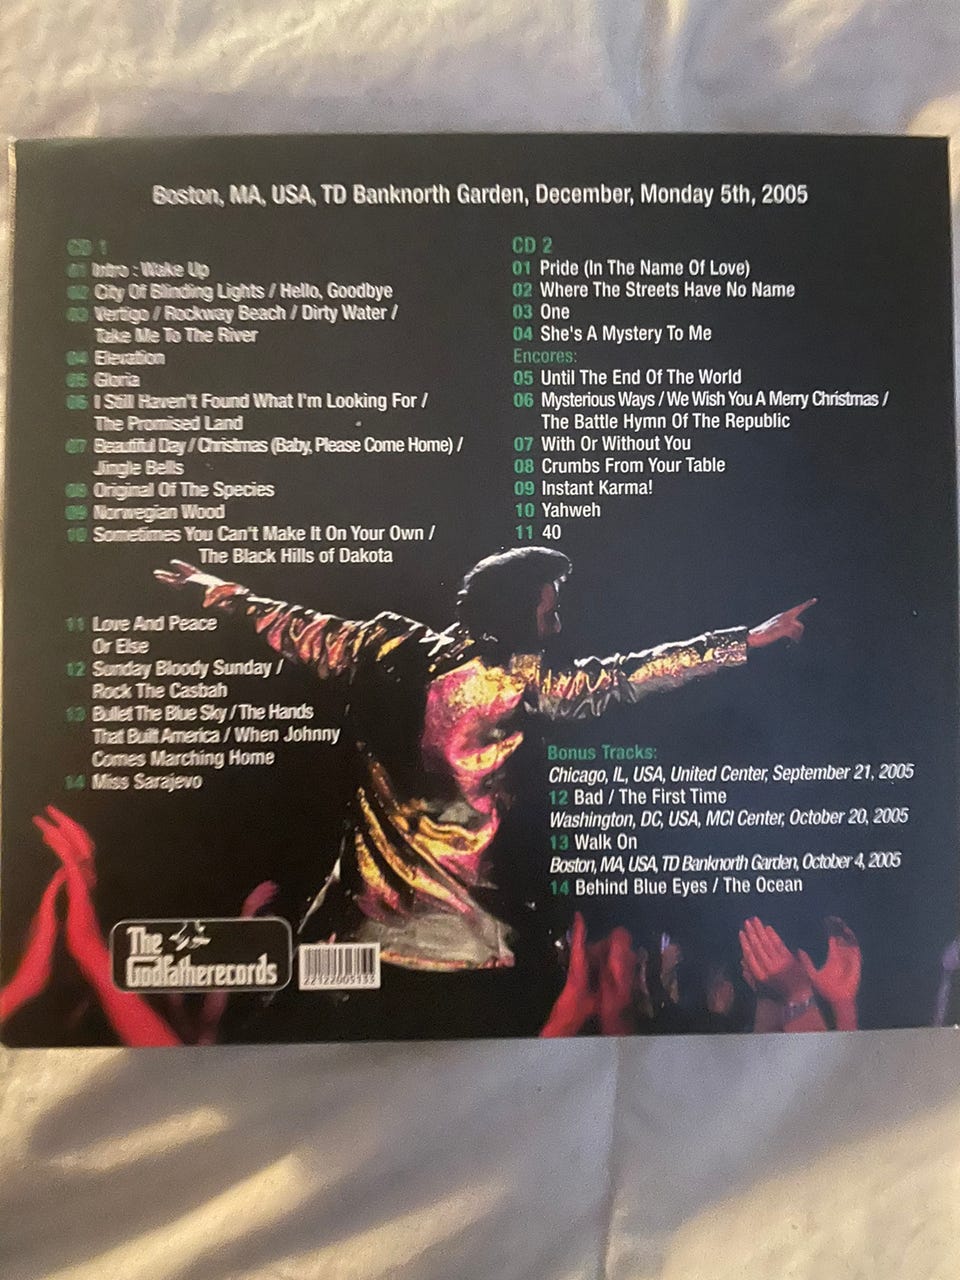 Boston, MA, USA, TD Banknorth Garden, December, Monday 5th, 2005
CD 1
01 Intro : Wake Up
02 City Of Blinding Lights / Hello, Goodbye
03 Vertigo / Rockway Beach / Dirty Water /
Take Me To The River
04 Elevation
05 Gloria
06 I Still Haven't Found What I'm Looking For /
The Promised Land
07 Beautiful Day / Christmas (Baby, Please Come Home) /
Jingle Bells
08 Original Of The Species
09 Norwegian Wood
10 Sometimes You Can't Make It On Your Own /
The Black Hills of Dakota
11 Love And Peace
Or Else
12 Sunday Bloody Sunday /
Rock The Casbah
13 Bullet The Blue Sky / The Hands
That Built America / When Johnny
Comes Marching Home
14 Miss Sarajevo
CD 2
01 Pride (In The Name Of Love)
02 Where The Streets Have No Name
03 One
04 She's A Mystery To Me
Encores:
05 Until The End Of The World
06 Mysterious Ways / We Wish You A Merry Christmas /
The Battle Hymn Of The Republic
07 With Or Without You
08 Crumbs From Your Table
09 Instant Karma!
10 Yahweh
11 40
Bonus Tracks:
Chicago, IL, USA, United Center, September 21, 2005
12 Bad / The First Time
Washington, DC, USA, MCI Center, October 20, 2005
13 Walk On
Boston, MA, USA, TD Banknorth Garden, October 4, 2005
14 Behind Blue Eyes / The Ocean
The
Godfatherecords